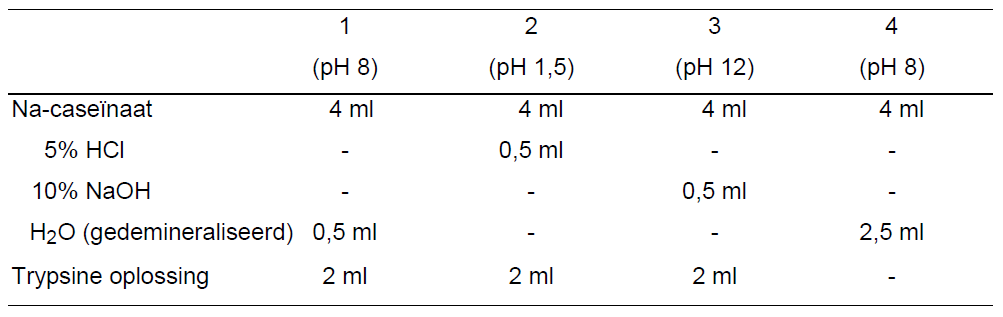 1 2 3 4
(pH 8) (pH 1,5) (pH 12) (pH 8)
Na-caseïnaat 4 ml 4 ml 4 ml 4 ml
5% HCl - 0,5 ml - -
10% NaOH - - 0,5 ml -
H₂O (gedemineraliseerd) 0,5 ml - - 2,5 ml
Trypsine oplossing 2 ml 2 ml 2 ml -